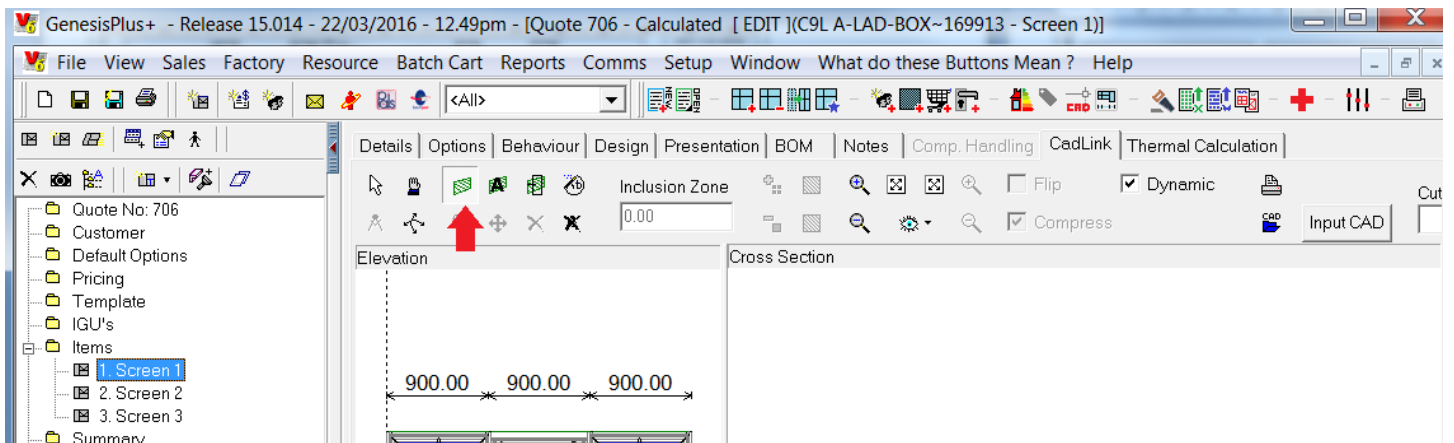 GenesisPlus+ - Release 15.014 - 22/03/2016 - 12.49pm - [Quote 706 - Calculated [ EDIT ](C9L A-LAD-BOX~169913 - Screen 1)]
File View Sales Factory Resource Batch Cart Reports Comms Setup Window What do these Buttons Mean ? Help
<All>
Details Options Behaviour Design Presentation BOM Notes Comp. Handling CadLink Thermal Calculation
Inclusion Zone Flip Dynamic Cut
0.00 Compress CAD Input CAD
Quote No: 706
Customer
Default Options
Pricing
Template
IGU's
Items
1. Screen 1
2. Screen 2
3. Screen 3
Summary
Elevation Cross Section
900.00 900.00 900.00